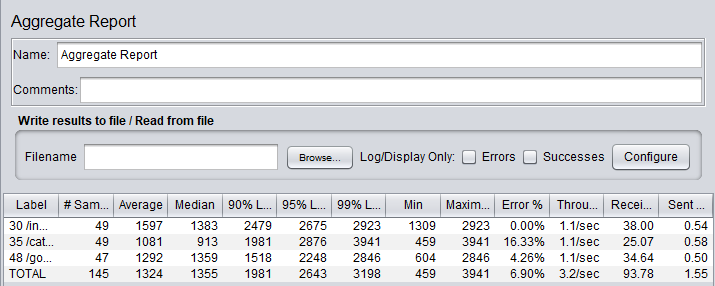 Aggregate Report
Name: Aggregate Report
Comments:
Write results to file / Read from file
Filename Browse... Log/Display Only: Errors Successes Configure
Label # Sam... Average Median 90% L... 95% L... 99% L... Min Maxim... Error % Throu... Recei... Sent ...
30 /in... 49 1597 1383 2479 2675 2923 1309 2923 0.00% 1.1/sec 38.00 0.54
35 /cat... 49 1081 913 1981 2876 3941 459 3941 16.33% 1.1/sec 25.07 0.58
48 /go... 47 1292 1359 1518 2248 2846 604 2846 4.26% 1.1/sec 34.64 0.50
TOTAL 145 1324 1355 1981 2643 3198 459 3941 6.90% 3.2/sec 93.78 1.55